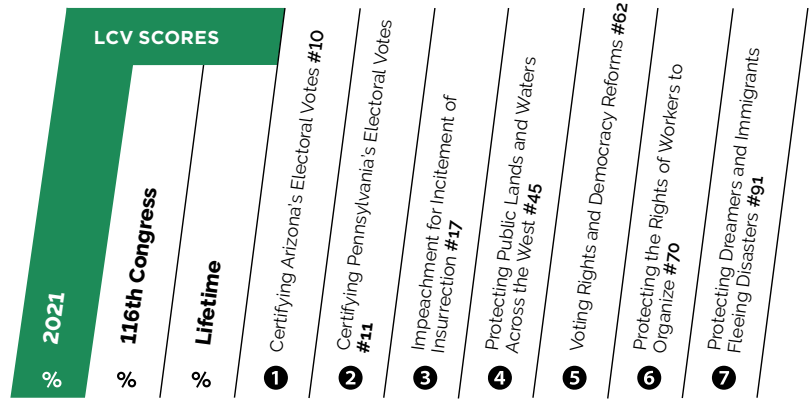 LCV SCORES
2021
%
116th Congress
%
Lifetime
%
Certifying Arizona's Electoral Votes #10
1
Certifying Pennsylvania's Electoral Votes
#11
2
Impeachment for Incitement of
Insurrection #17
3
Protecting Public Lands and Waters
Across the West #45
4
Voting Rights and Democracy Reforms #62
5
Protecting the Rights of Workers to
Organize #70
6
Protecting Dreamers and Immigrants
Fleeing Disasters #91
7